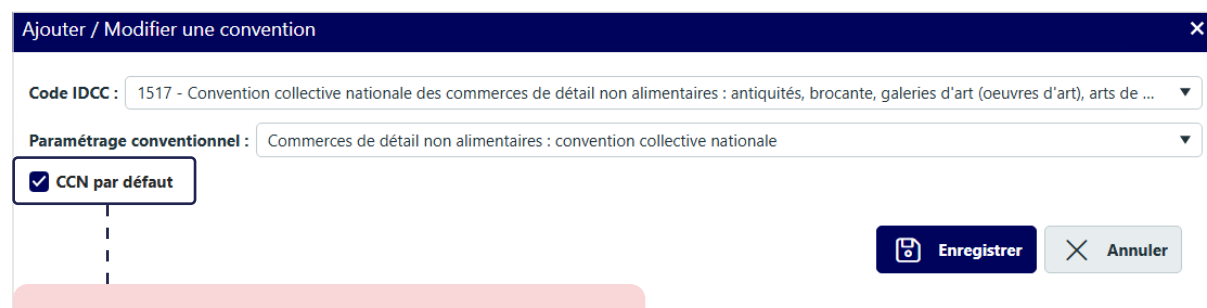 Ajouter / Modifier une convention
Code IDCC : 1517 - Convention collective nationale des commerces de détail non alimentaires : antiquités, brocante, galeries d'art (oeuvres d'art), arts de ...
Paramétrage conventionnel : Commerces de détail non alimentaires : convention collective nationale
CCN par défaut
Enregistrer Annuler